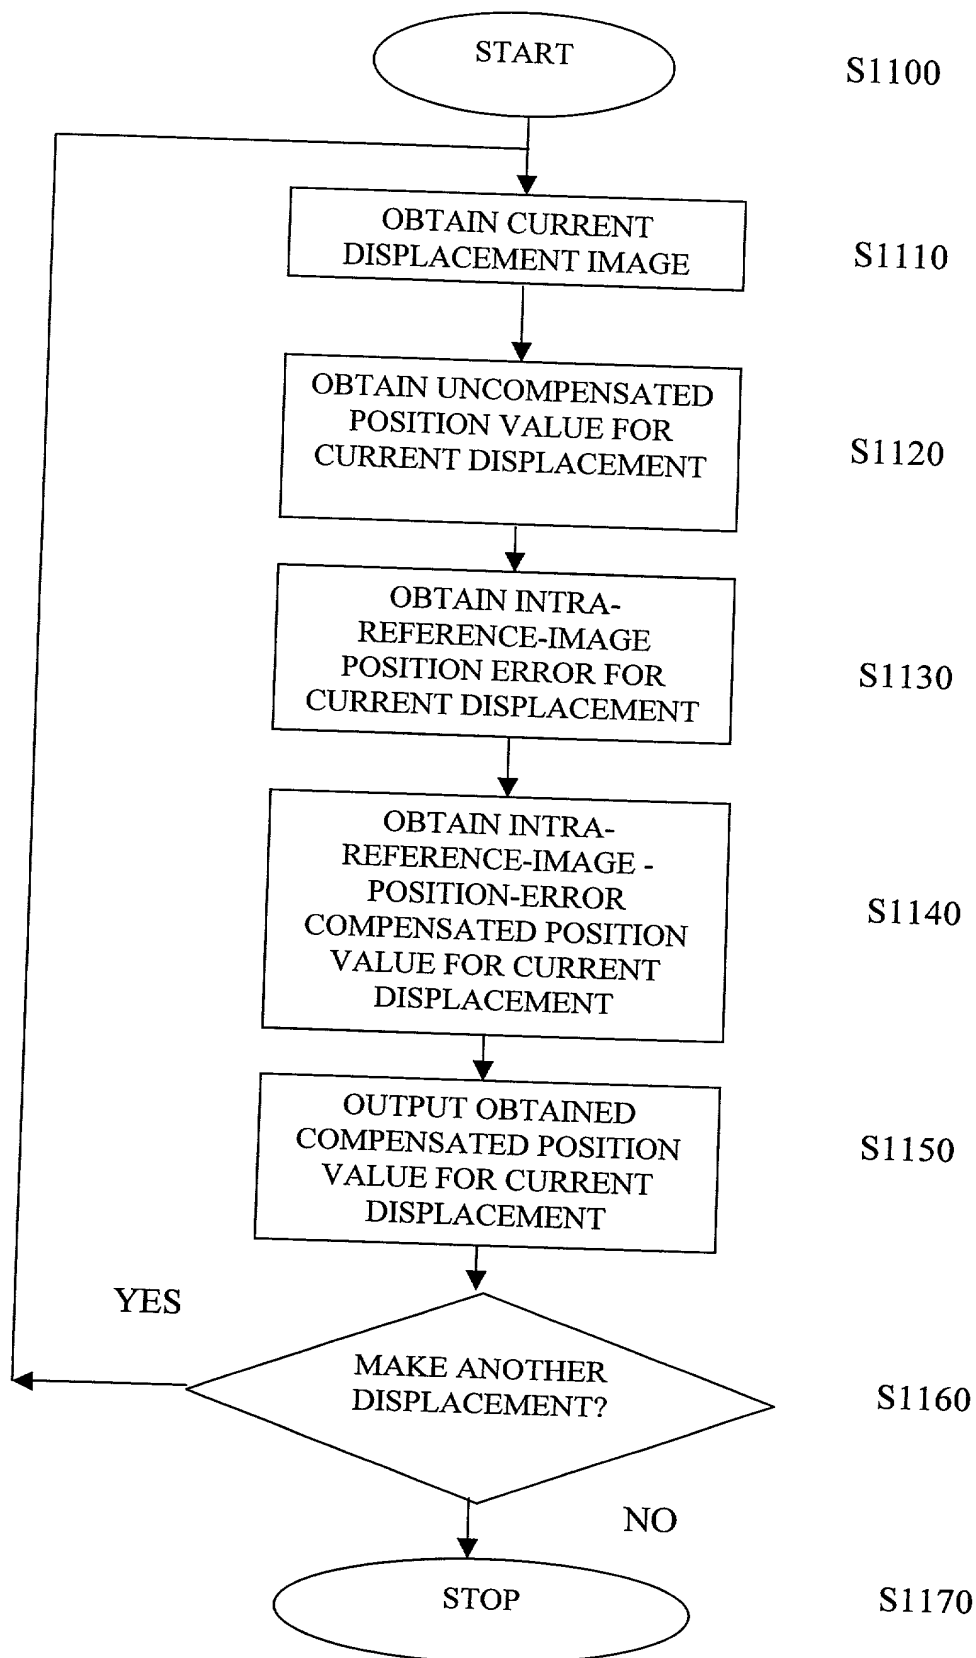 START
S1100
OBTAIN CURRENT
DISPLACEMENT IMAGE
S1110
OBTAIN UNCOMPENSATED
POSITION VALUE FOR
CURRENT DISPLACEMENT
S1120
OBTAIN INTRA-
REFERENCE-IMAGE
POSITION ERROR FOR
CURRENT DISPLACEMENT
S1130
OBTAIN INTRA-
REFERENCE-IMAGE -
POSITION-ERROR
COMPENSATED POSITION
VALUE FOR CURRENT
DISPLACEMENT
S1140
OUTPUT OBTAINED
COMPENSATED POSITION
VALUE FOR CURRENT
DISPLACEMENT
S1150
YES
MAKE ANOTHER
DISPLACEMENT?
S1160
NO
STOP
S1170